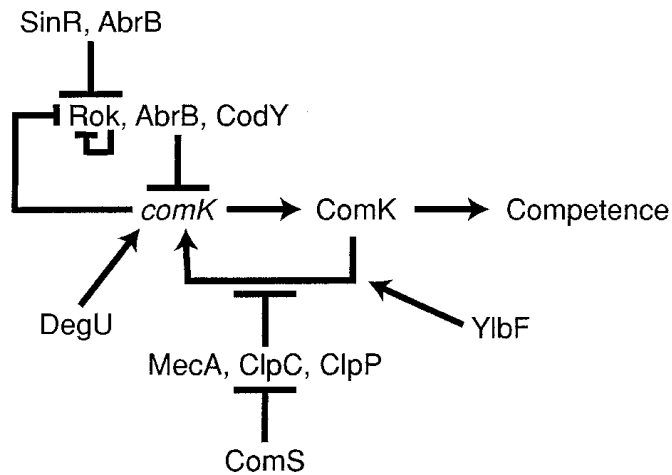 SinR, AbrB
Rok, AbrB, CodY
comK ComK Competence
DegU YlbF
MecA, ClpC, ClpP
ComS